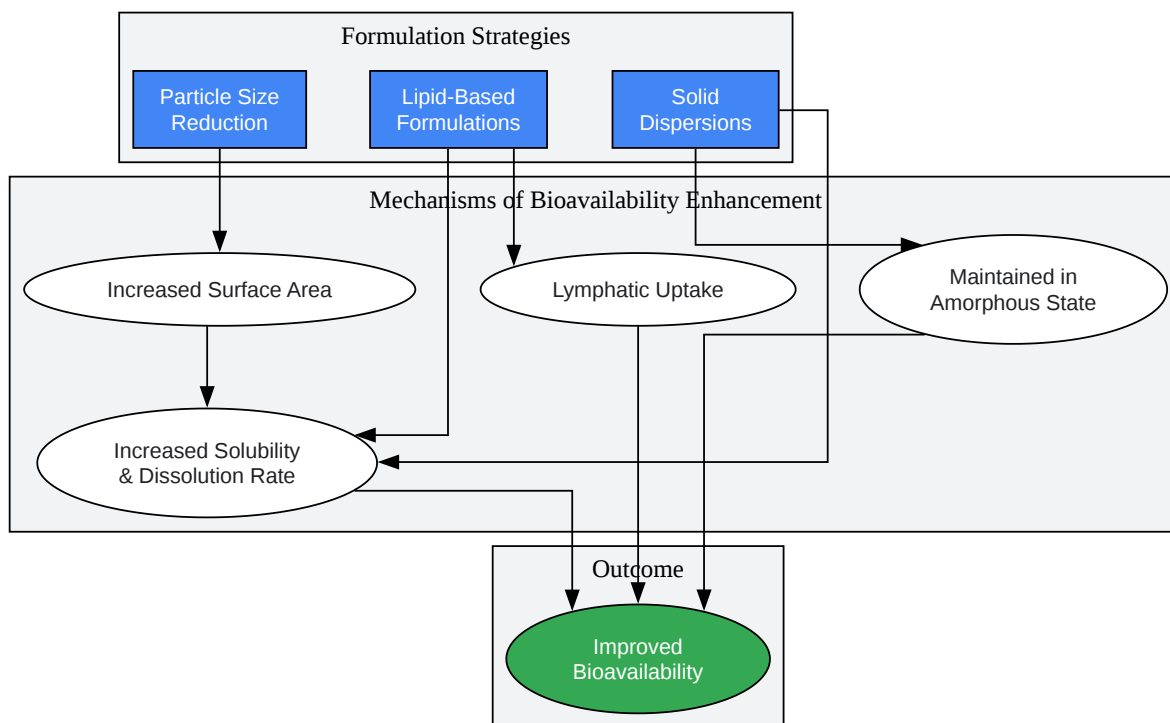 Formulation Strategies
Particle Size
Reduction
Lipid-Based
Formulations
Solid
Dispersions
Mechanisms of Bioavailability Enhancement
Increased Surface Area
Lymphatic Uptake
Maintained in
Amorphous State
Increased Solubility
& Dissolution Rate
Outcome
Improved
Bioavailability